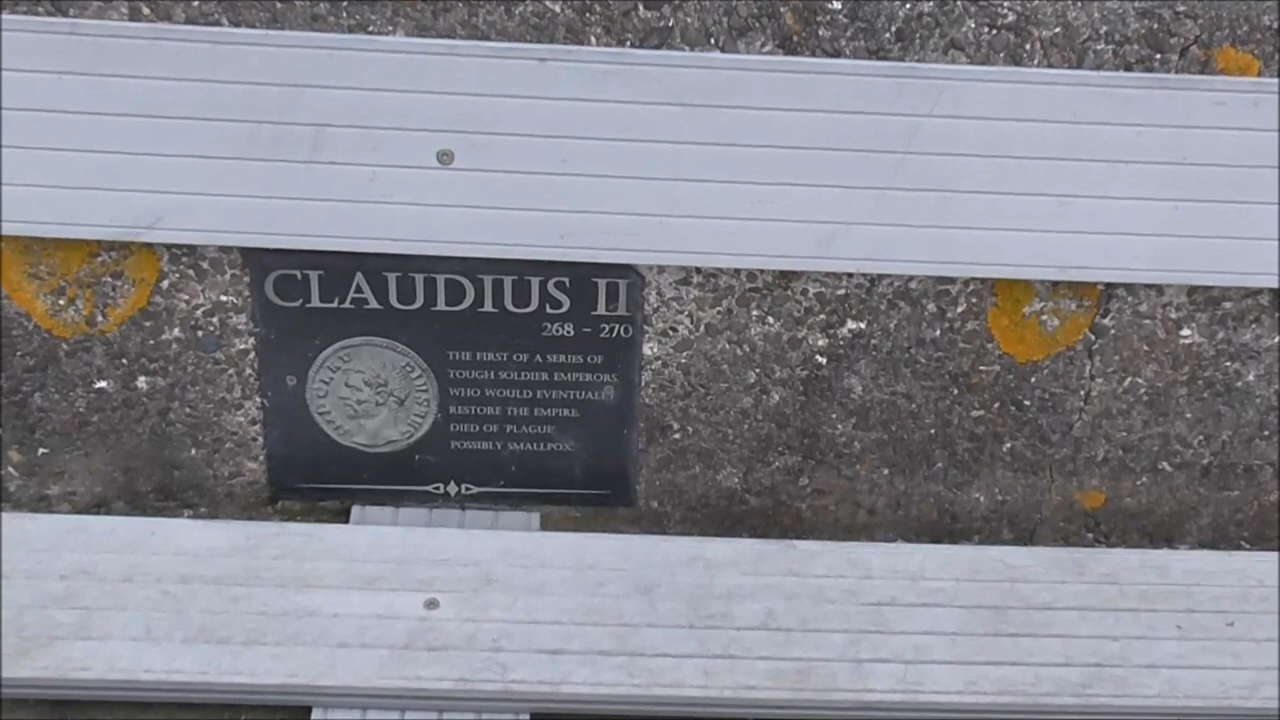 CLAUDIUS II
268 - 270
THE FIRST OF A SERIES OF
TOUGH SOLDIER EMPERORS
WHO WOULD EVENTUALLY
RESTORE THE EMPIRE.
DIED OF 'PLAGUE'
POSSIBLY SMALLPOX.